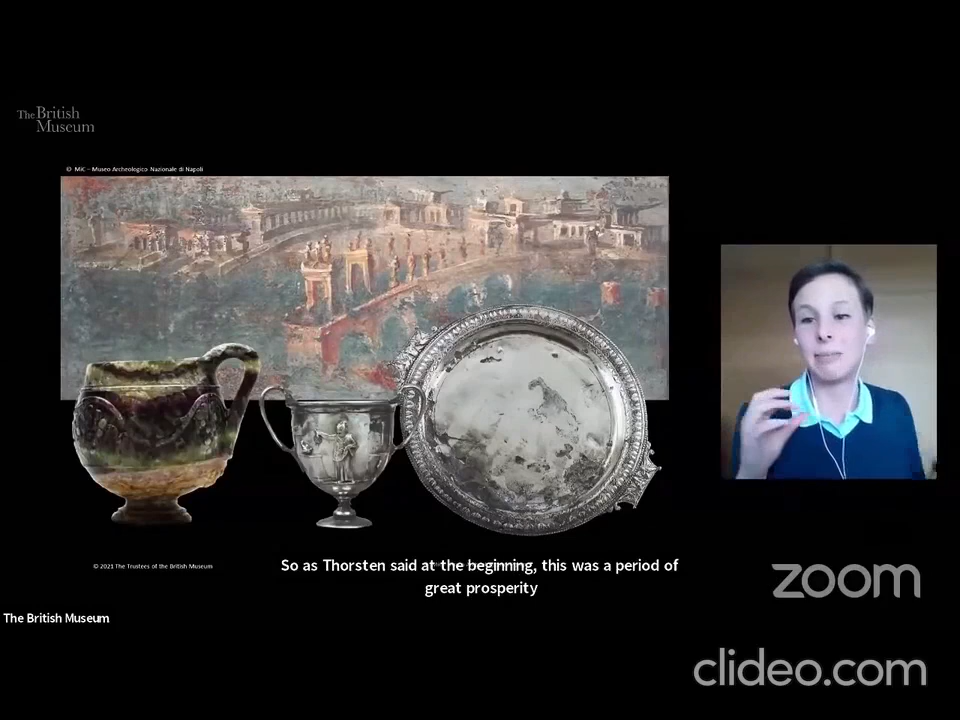 The British
Museum
© MiC – Museo Archeologico Nazionale di Napoli
© 2021 The Trustees of the British Museum
So as Thorsten said at the beginning, this was a period of
great prosperity
The British Museum
zoom
clideo.com